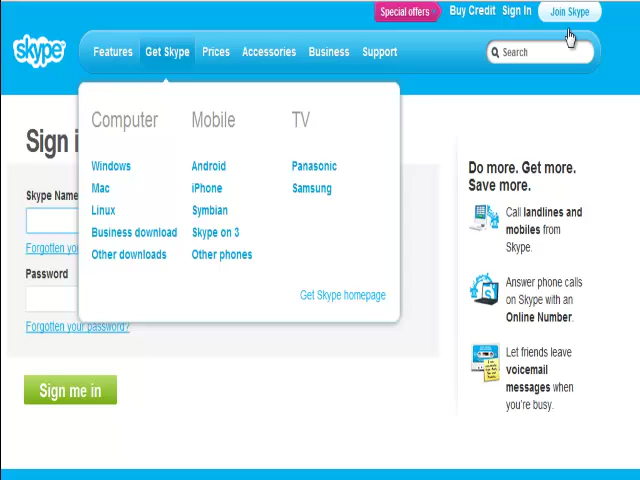 Special offers Buy Credit Sign In Join Skype
skype Features Get Skype Prices Accessories Business Support Search
Computer Mobile TV
Windows Android Panasonic
Mac iPhone Samsung
Linux Symbian
Business download Skype on 3
Other downloads Other phones
Get Skype homepage
Sign i
Skype Name
Forgotten yo
Password
Forgotten your password?
Sign me in
Do more. Get more.
Save more.
Call landlines and
mobiles from
Skype.
Answer phone calls
on Skype with an
Online Number.
Let friends leave
voicemail
messages when
you're busy.